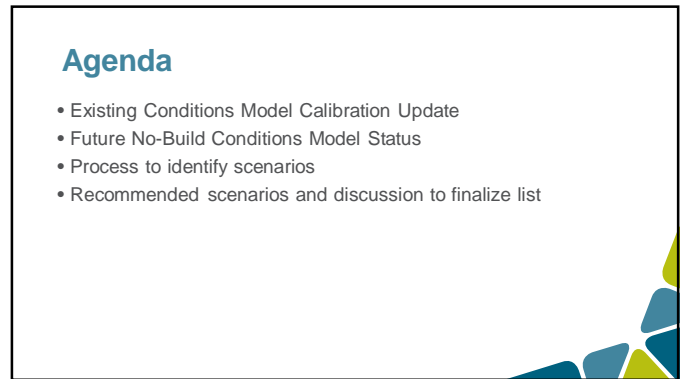 Agenda
• Existing Conditions Model Calibration Update
• Future No-Build Conditions Model Status
• Process to identify scenarios
• Recommended scenarios and discussion to finalize list